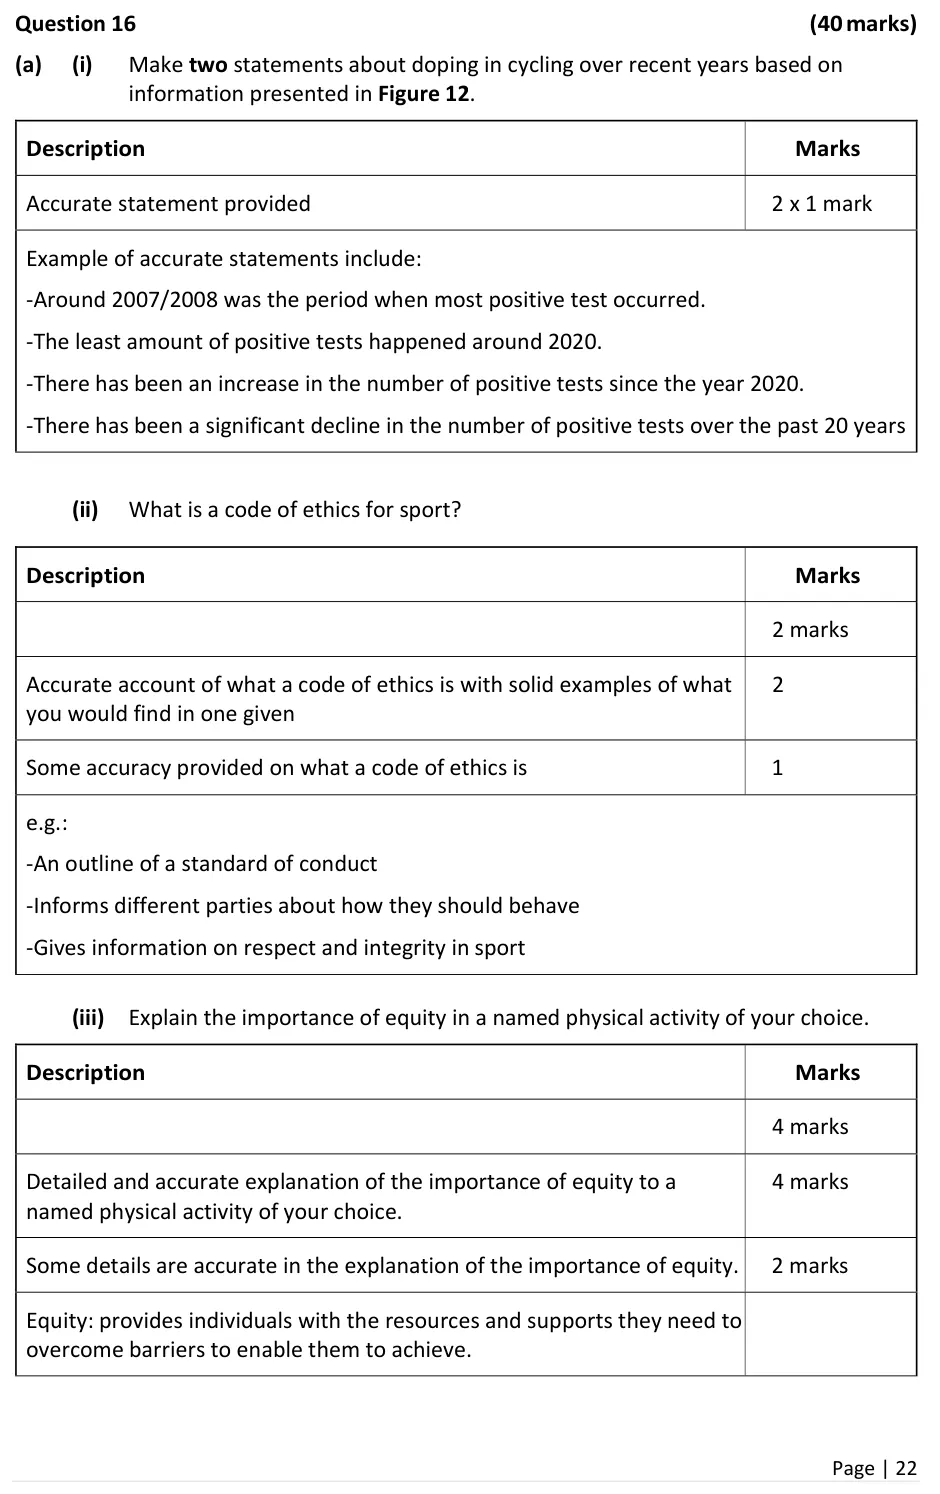 Question 16 (40 marks)
(a) (i) Make two statements about doping in cycling over recent years based on
information presented in Figure 12.
Description Marks
Accurate statement provided 2 x 1 mark
Example of accurate statements include:
-Around 2007/2008 was the period when most positive test occurred.
-The least amount of positive tests happened around 2020.
-There has been an increase in the number of positive tests since the year 2020.
-There has been a significant decline in the number of positive tests over the past 20 years
(ii) What is a code of ethics for sport?
Description Marks
2 marks
Accurate account of what a code of ethics is with solid examples of what 2
you would find in one given
Some accuracy provided on what a code of ethics is 1
e.g.:
-An outline of a standard of conduct
-Informs different parties about how they should behave
-Gives information on respect and integrity in sport
(iii) Explain the importance of equity in a named physical activity of your choice.
Description Marks
4 marks
Detailed and accurate explanation of the importance of equity to a 4 marks
named physical activity of your choice.
Some details are accurate in the explanation of the importance of equity. 2 marks
Equity: provides individuals with the resources and supports they need to
overcome barriers to enable them to achieve.
Page | 22